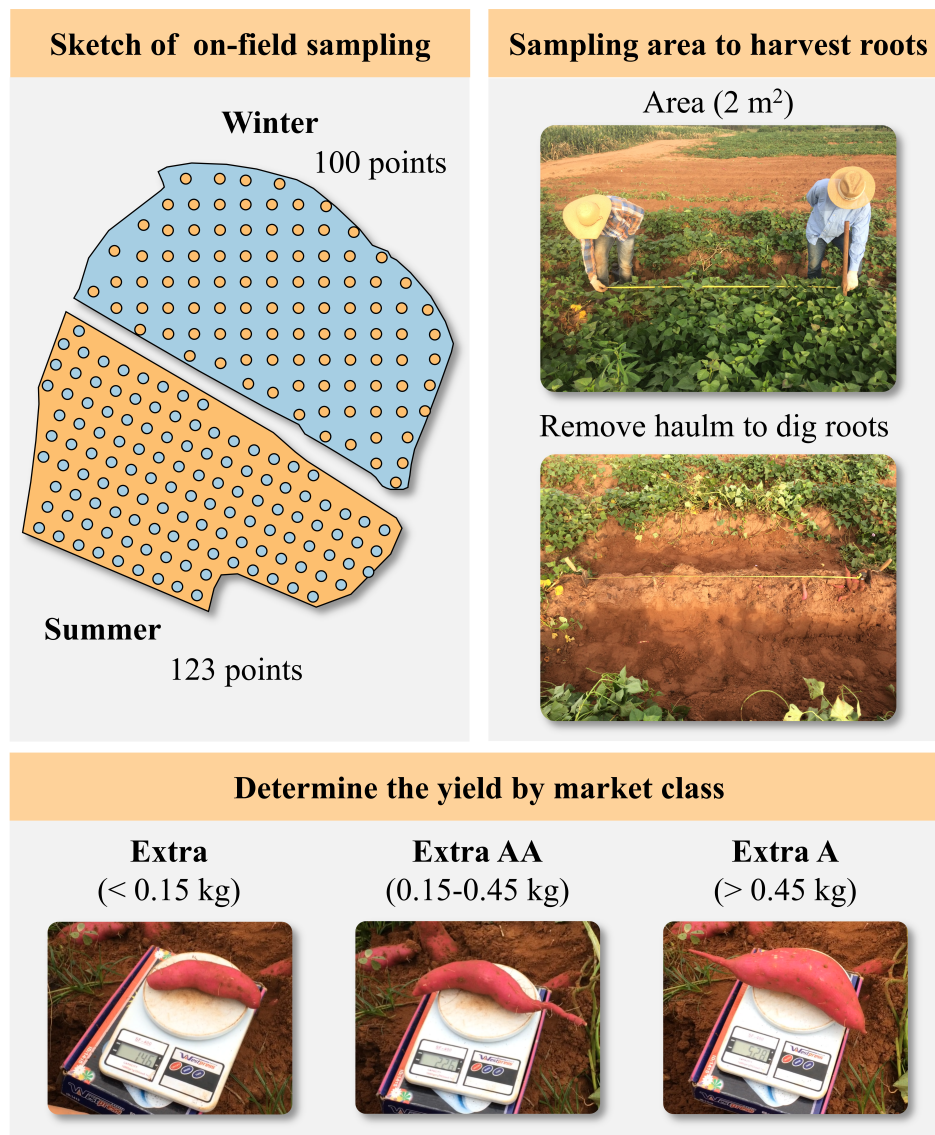 Sketch of on-field sampling
Winter
100 points
Summer
123 points
Sampling area to harvest roots
Area (2 m²)
Remove haulm to dig roots
Determine the yield by market class
Extra
(< 0.15 kg)
Extra AA
(0.15-0.45 kg)
Extra A
(> 0.45 kg)